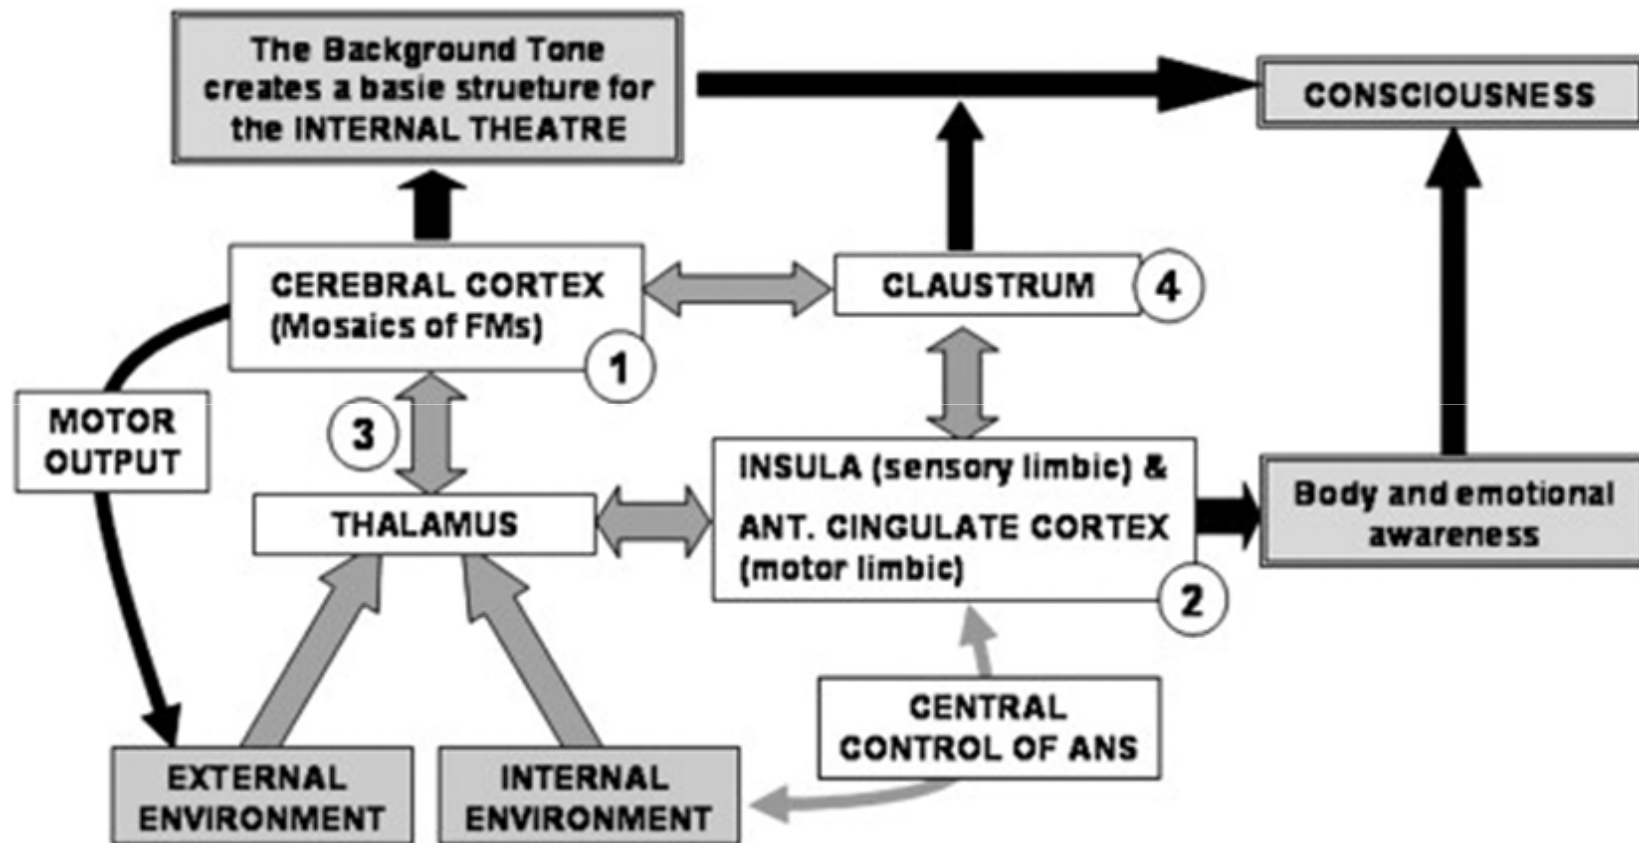 The Background Tone
creates a basie strueture for
the INTERNAL THEATRE
CONSCIOUSNESS
CEREBRAL CORTEX
(Mosaics of FMs)
1
CLAUSTRUM
4
MOTOR
OUTPUT
3
THALAMUS
INSULA (sensory limbic) &
ANT. CINGULATE CORTEX
(motor limbic)
2
Body and emotional
awareness
CENTRAL
CONTROL OF ANS
EXTERNAL
ENVIRONMENT
INTERNAL
ENVIRONMENT